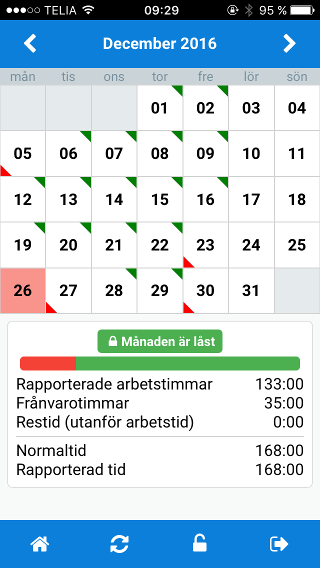 TELIA 09:29 95 %
December 2016
mån tis ons tor fre lör sön
01 02 03 04
05 06 07 08 09 10 11
12 13 14 15 16 17 18
19 20 21 22 23 24 25
26 27 28 29 30 31
Månaden är låst
Rapporterade arbetstimmar 133:00
Frånvarotimmar 35:00
Restid (utanför arbetstid) 0:00
Normaltid 168:00
Rapporterad tid 168:00